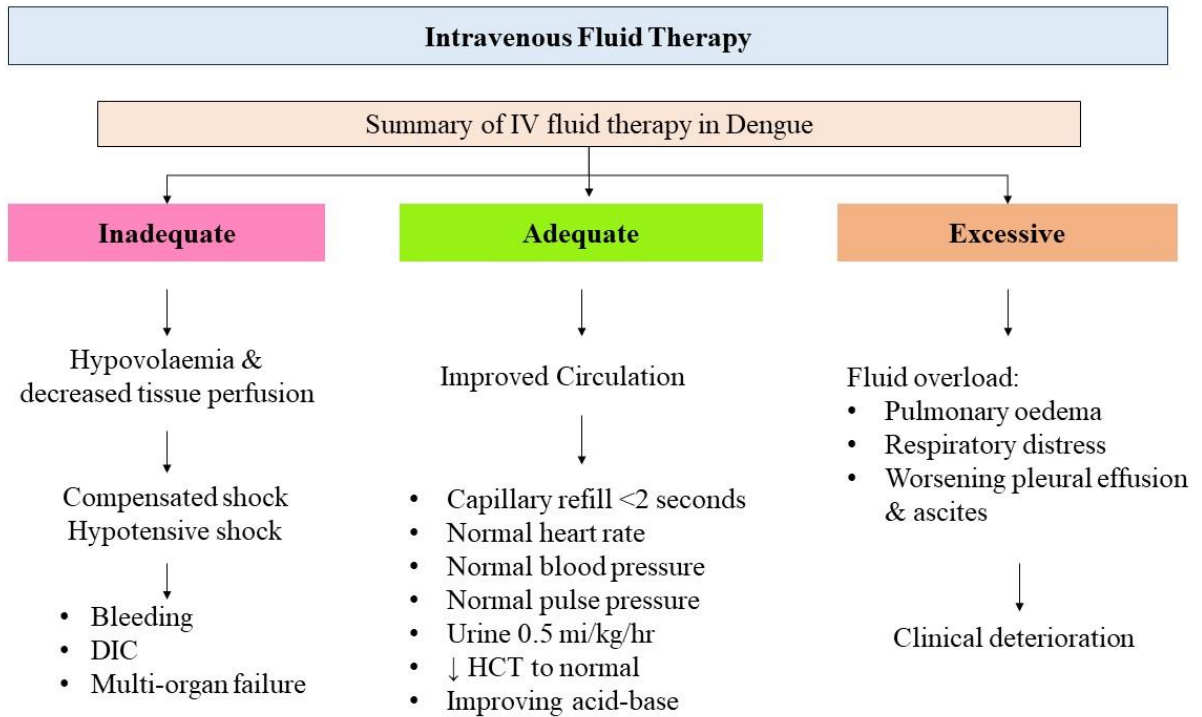 Intravenous Fluid Therapy
Summary of IV fluid therapy in Dengue
Inadequate
Hypovolaemia &
decreased tissue perfusion
Compensated shock
Hypotensive shock
• Bleeding
• DIC
• Multi-organ failure
Adequate
Improved Circulation
• Capillary refill <2 seconds
• Normal heart rate
• Normal blood pressure
• Normal pulse pressure
• Urine 0.5 mi/kg/hr
• ↓ HCT to normal
• Improving acid-base
Excessive
Fluid overload:
• Pulmonary oedema
• Respiratory distress
• Worsening pleural effusion
& ascites
Clinical deterioration